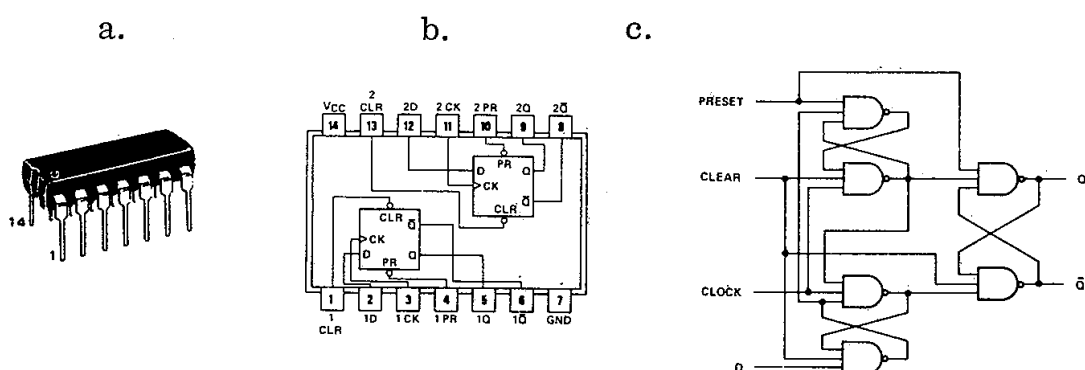 a.
14
1
b.
VCC
2 CLR
2D
2 CK
2 PR
2Q
2Q̅
14
13
12
11
10
9
8
PR
D
Q
CK
Q̅
CLR
CLR
Q̅
CK
D
Q
PR
1
2
3
4
5
6
7
1 CLR
1D
1 CK
1 PR
1Q
1Q̅
GND
c.
PRESET
CLEAR
Q
CLOCK
Q̅
D